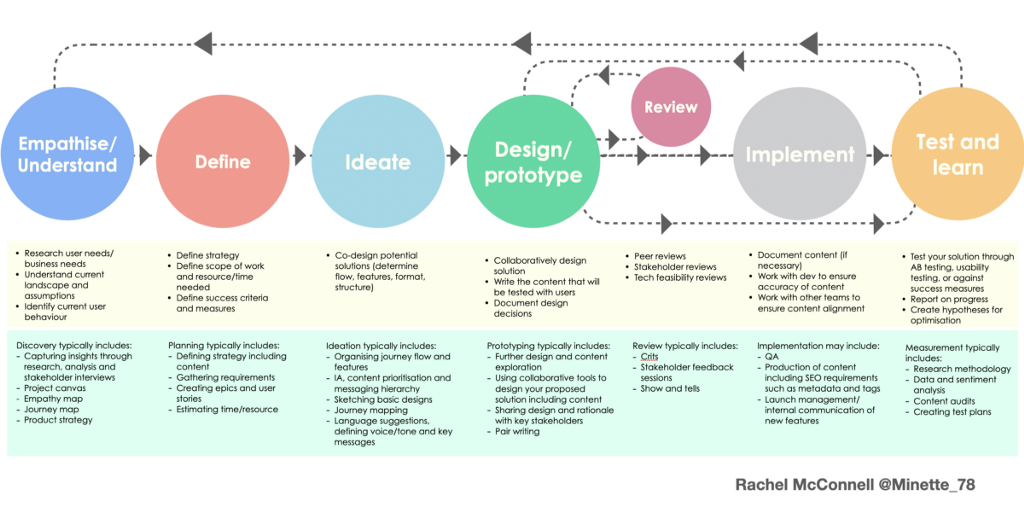 Empathise/
Understand
Define
Ideate
Design/
prototype
Review
Implement
Test and
learn
• Research user needs/
business needs
• Understand current
landscape and
assumptions
• Identify current user
behaviour
• Define strategy
• Define scope of work
and resource/time
needed
• Define success criteria
and measures
• Co-design potential
solutions (determine
flow, features, format,
structure)
• Collaboratively design
solution
• Write the content that will
be tested with users
• Document design
decisions
• Peer reviews
• Stakeholder reviews
• Tech feasibility reviews
• Document content (if
necessary)
• Work with dev to ensure
accuracy of content
• Work with other teams to
ensure content alignment
• Test your solution through
AB testing, usability
testing, or against
success measures
• Report on progress
• Create hypotheses for
optimisation
Discovery typically includes:
- Capturing insights through
research, analysis and
stakeholder interviews
- Project canvas
- Empathy map
- Journey map
- Product strategy
Planning typically includes:
- Defining strategy including
content
- Gathering requirements
- Creating epics and user
stories
- Estimating time/resource
Ideation typically includes:
- Organising journey flow and
features
- IA, content prioritisation and
messaging hierarchy
- Sketching basic designs
- Journey mapping
- Language suggestions,
defining voice/tone and key
messages
Prototyping typically includes:
- Further design and content
exploration
- Using collaborative tools to
design your proposed
solution including content
- Sharing design and rationale
with key stakeholders
- Pair writing
Review typically includes:
- Crits
- Stakeholder feedback
sessions
- Show and tells
Implementation may include:
- QA
- Production of content
including SEO requirements
such as metadata and tags
- Launch management/
internal communication of
new features
Measurement typically
includes:
- Research methodology
- Data and sentiment
analysis
- Content audits
- Creating test plans
Rachel McConnell @Minette_78